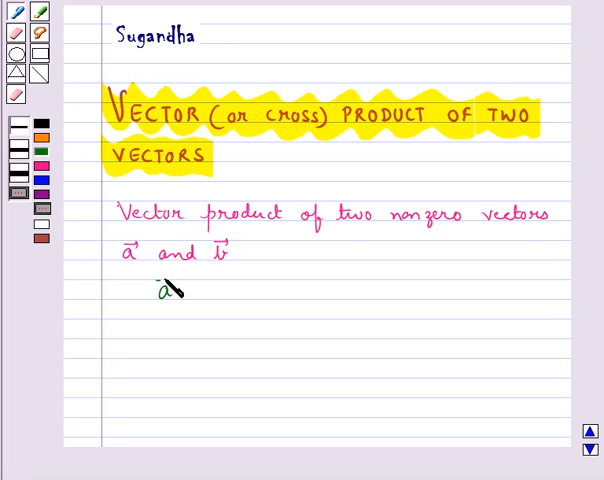 Sugandha
VECTOR (or cross) PRODUCT OF TWO
VECTORS
Vector product of two nonzero vectors
a⃗ and b⃗
a